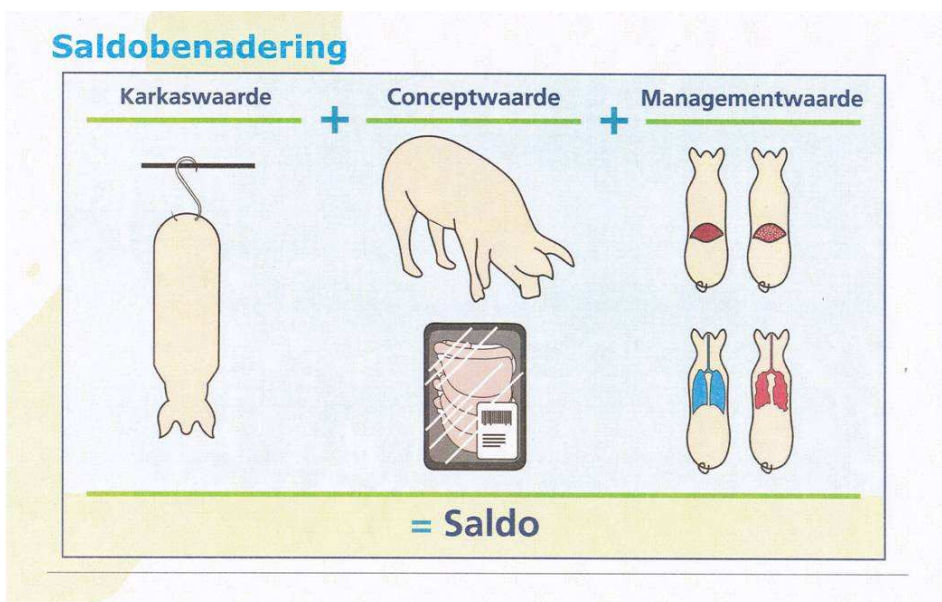 Saldobenadering
Karkaswaarde + Conceptwaarde + Managementwaarde
= Saldo